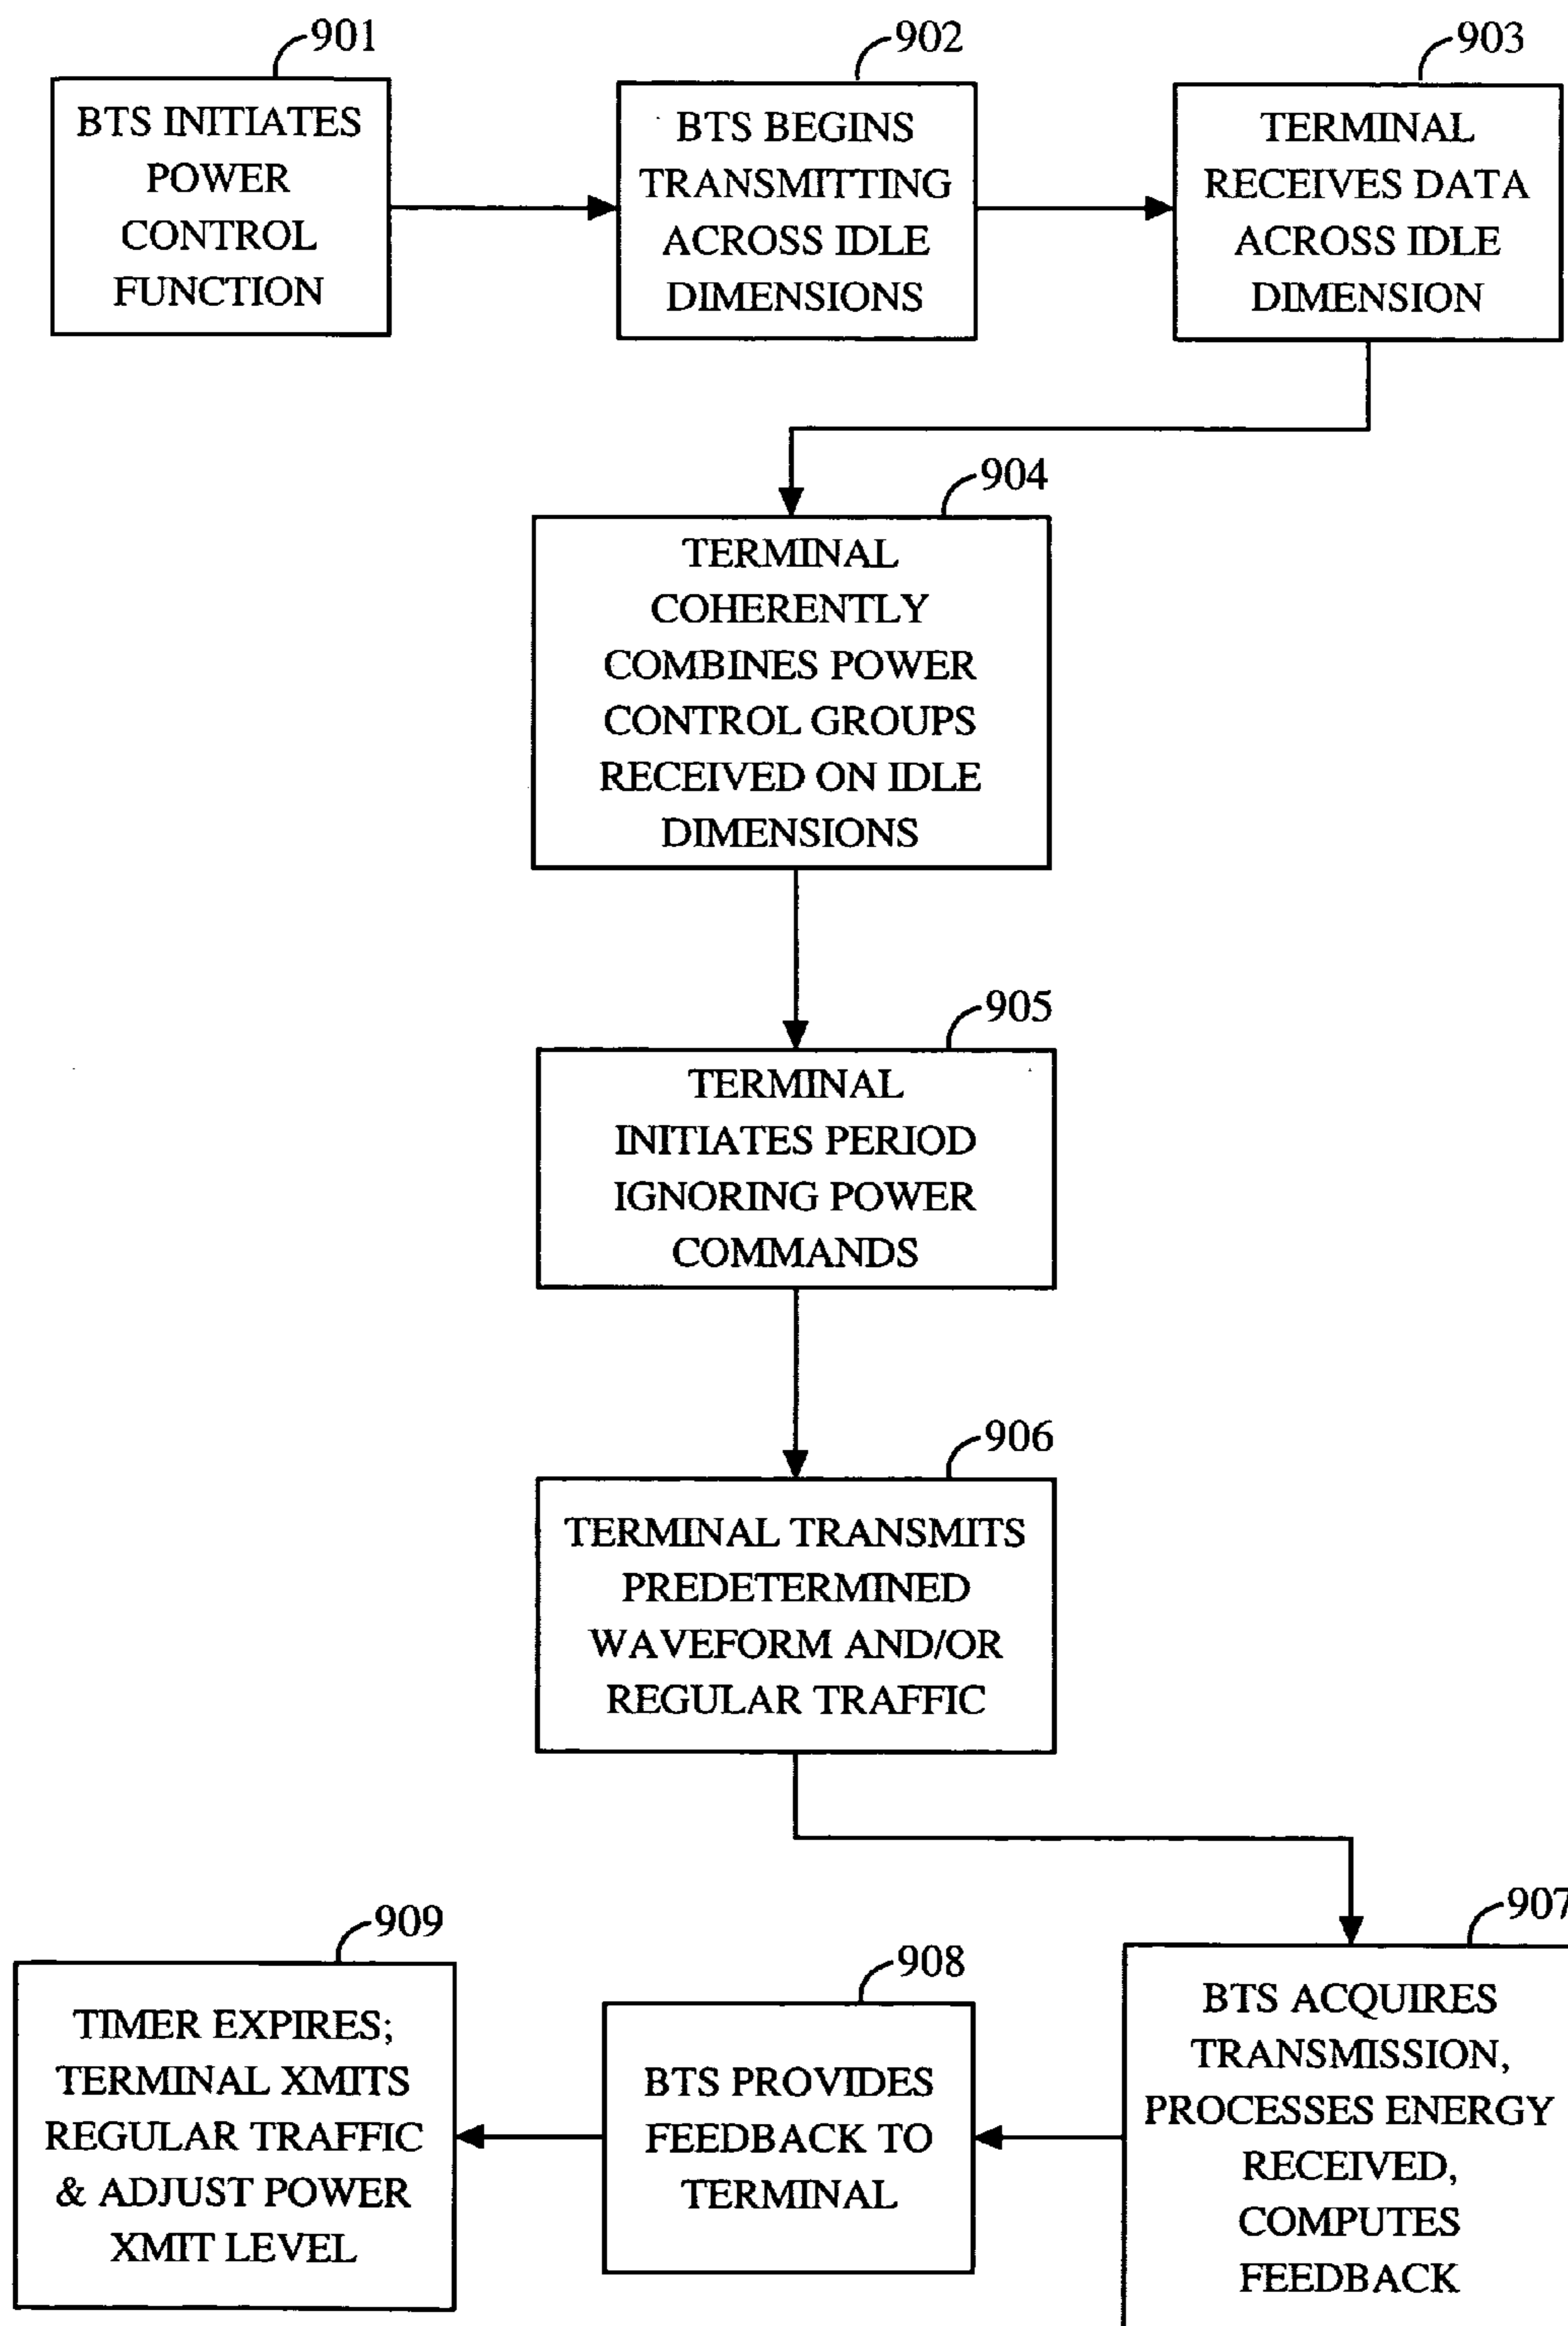 901
BTS INITIATES
POWER
CONTROL
FUNCTION
902
BTS BEGINS
TRANSMITTING
ACROSS IDLE
DIMENSIONS
903
TERMINAL
RECEIVES DATA
ACROSS IDLE
DIMENSION
904
TERMINAL
COHERENTLY
COMBINES POWER
CONTROL GROUPS
RECEIVED ON IDLE
DIMENSIONS
905
TERMINAL
INITIATES PERIOD
IGNORING POWER
COMMANDS
906
TERMINAL TRANSMITS
PREDETERMINED
WAVEFORM AND/OR
REGULAR TRAFFIC
907
BTS ACQUIRES
TRANSMISSION,
PROCESSES ENERGY
RECEIVED,
COMPUTES
FEEDBACK
908
BTS PROVIDES
FEEDBACK TO
TERMINAL
909
TIMER EXPIRES;
TERMINAL XMITS
REGULAR TRAFFIC
& ADJUST POWER
XMIT LEVEL